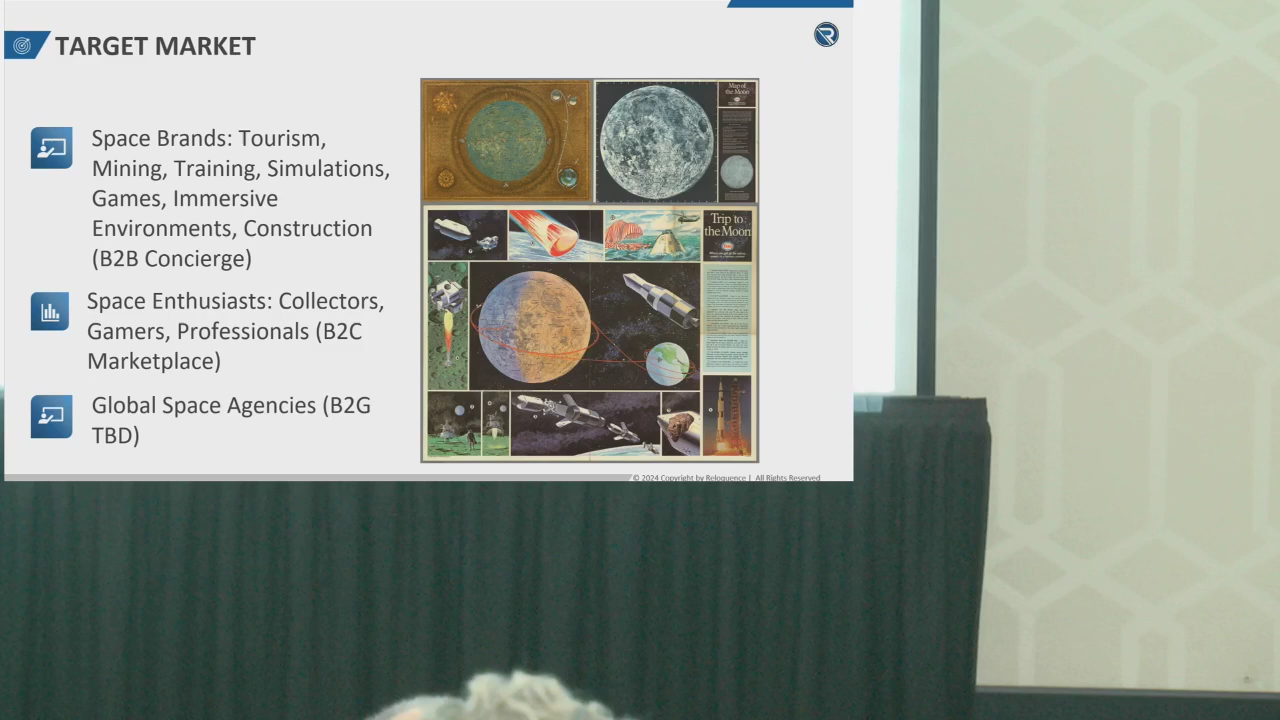 TARGET MARKET
Space Brands: Tourism,
Mining, Training, Simulations,
Games, Immersive
Environments, Construction
(B2B Concierge)
Space Enthusiasts: Collectors,
Gamers, Professionals (B2C
Marketplace)
Global Space Agencies (B2G
TBD)
Map of
the Moon
Trip to
the Moon
© 2024 Copyright by Reloquence | All Rights Reserved